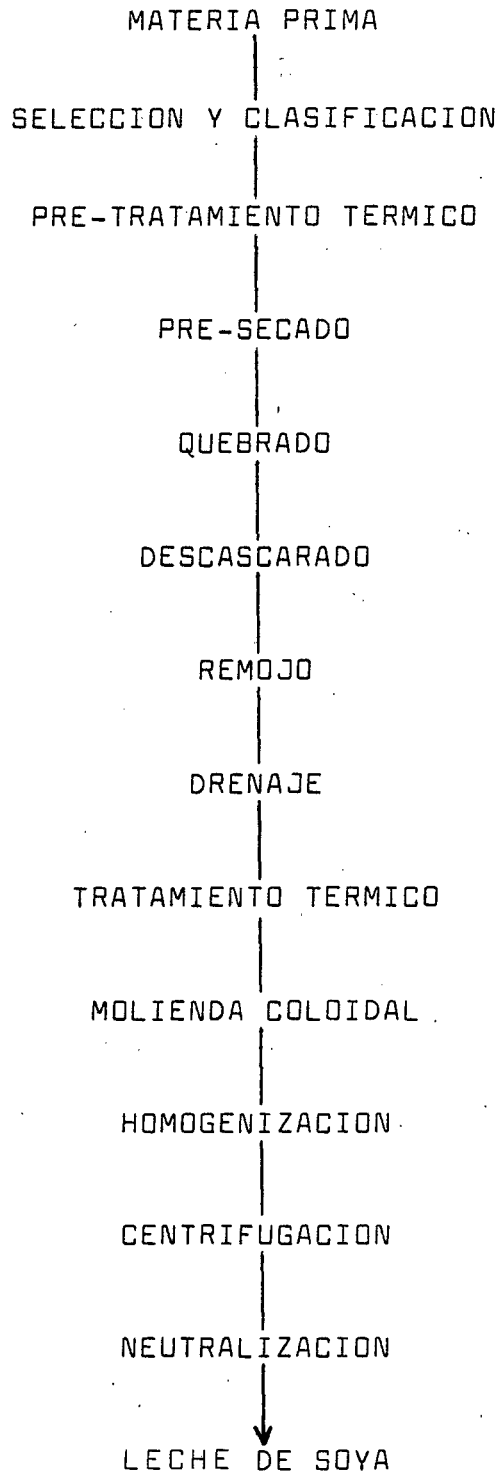 MATERIA PRIMA
SELECCION Y CLASIFICACION
PRE-TRATAMIENTO TERMICO
PRE-SECADO
QUEBRADO
DESCASCARADO
REMOJO
DRENAJE
TRATAMIENTO TERMICO
MOLIENDA COLOIDAL
HOMOGENIZACION
CENTRIFUGACION
NEUTRALIZACION
LECHE DE SOYA